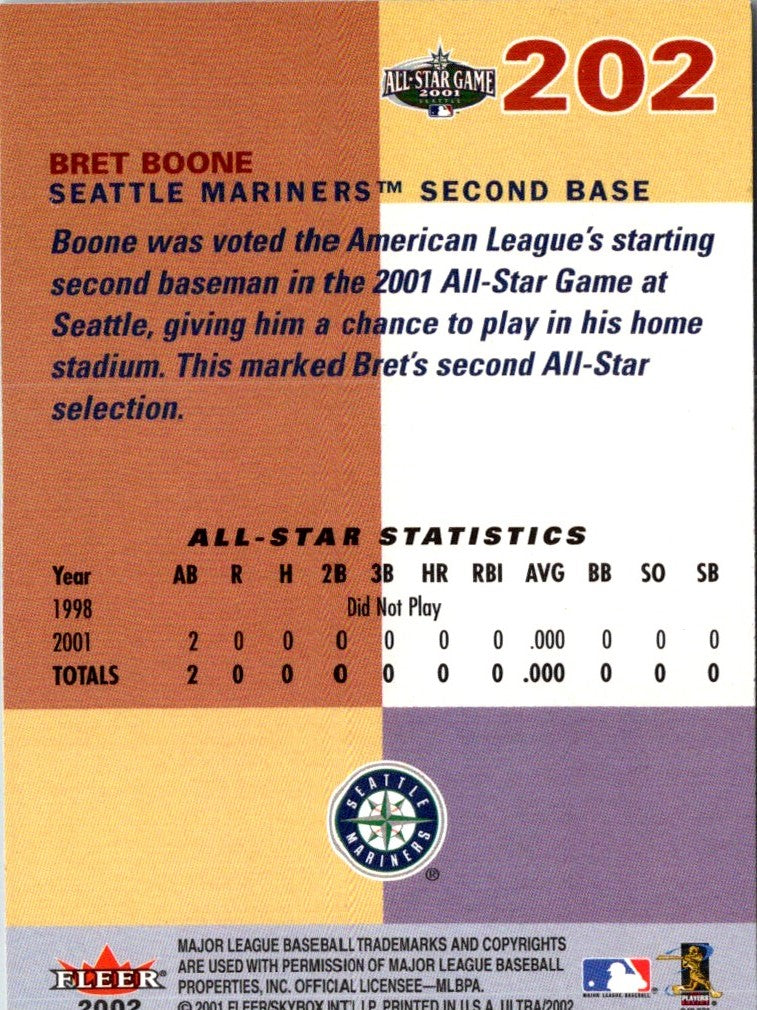 ALL-STAR GAME
2001
SEATTLE
202
BRET BOONE
SEATTLE MARINERS™ SECOND BASE
Boone was voted the American League's starting
second baseman in the 2001 All-Star Game at
Seattle, giving him a chance to play in his home
stadium. This marked Bret's second All-Star
selection.
ALL-STAR STATISTICS
Year AB R H 2B 3B HR RBI AVG BB SO SB
1998 Did Not Play
2001 2 0 0 0 0 0 0 .000 0 0 0
TOTALS 2 0 0 0 0 0 0 .000 0 0 0
SEATTLE
MARINERS
®
FLEER®
2002
MAJOR LEAGUE BASEBALL TRADEMARKS AND COPYRIGHTS
ARE USED WITH PERMISSION OF MAJOR LEAGUE BASEBALL
PROPERTIES, INC. OFFICIAL LICENSEE—MLBPA.
© 2001 FLEER/SKYBOX INT'L LP. PRINTED IN U.S.A. ULTRA/2002
MAJOR LEAGUE BASEBALL
PLAYERS